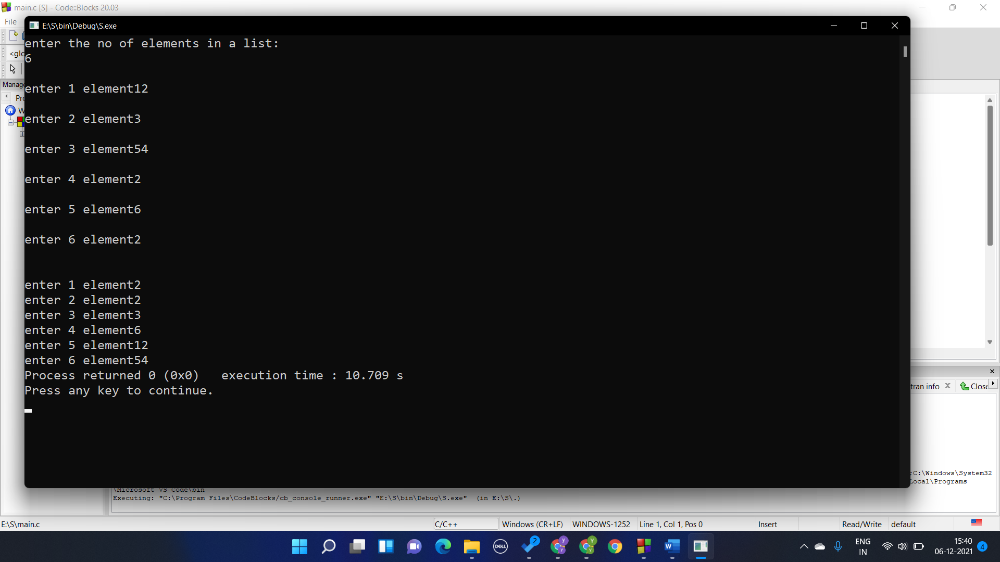 main.c [S] - Code::Blocks 20.03
File
E:\S\bin\Debug\S.exe
enter the no of elements in a list:
6
enter 1 element12
enter 2 element3
enter 3 element54
enter 4 element2
enter 5 element6
enter 6 element2
enter 1 element2
enter 2 element2
enter 3 element3
enter 4 element6
enter 5 element12
enter 6 element54
Process returned 0 (0x0)   execution time : 10.709 s
Press any key to continue.
<glo
Manage
Pro
W
tran info
Close
:C:\Windows\System32
Local\Programs
\Microsoft VS Code\bin
Executing: "C:\Program Files\CodeBlocks/cb_console_runner.exe" "E:\S\bin\Debug\S.exe"  (in E:\S\.)
E:\S\main.c
C/C++
Windows (CR+LF)
WINDOWS-1252
Line 1, Col 1, Pos 0
Insert
Read/Write
default
DELL
2
y
y
y
Y
W
ENG
IN
15:40
06-12-2021
4